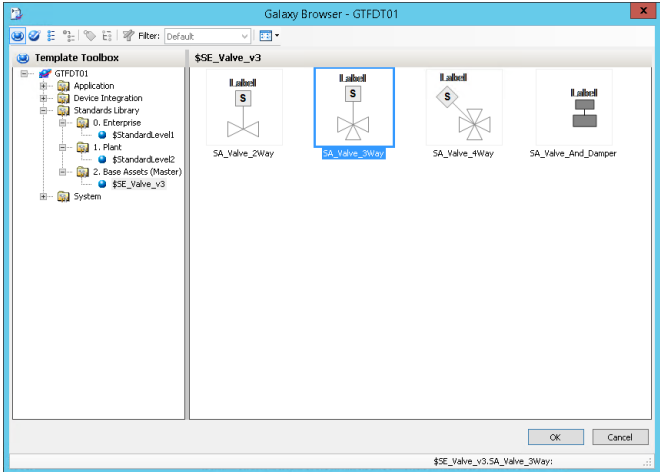 Galaxy Browser - GTFDT01
x
Filter: Default
Template Toolbox
$SE_Valve_v3
GTFDT01
Application
Device Integration
Standards Library
0. Enterprise
$StandardLevel1
1. Plant
$StandardLevel2
2. Base Assets (Master)
$SE_Valve_v3
System
Label
S
SA_Valve_2Way
Label
S
SA_Valve_3Way
Label
S
SA_Valve_4Way
Label
SA_Valve_And_Damper
OK
Cancel
$SE_Valve_v3.SA_Valve_3Way: